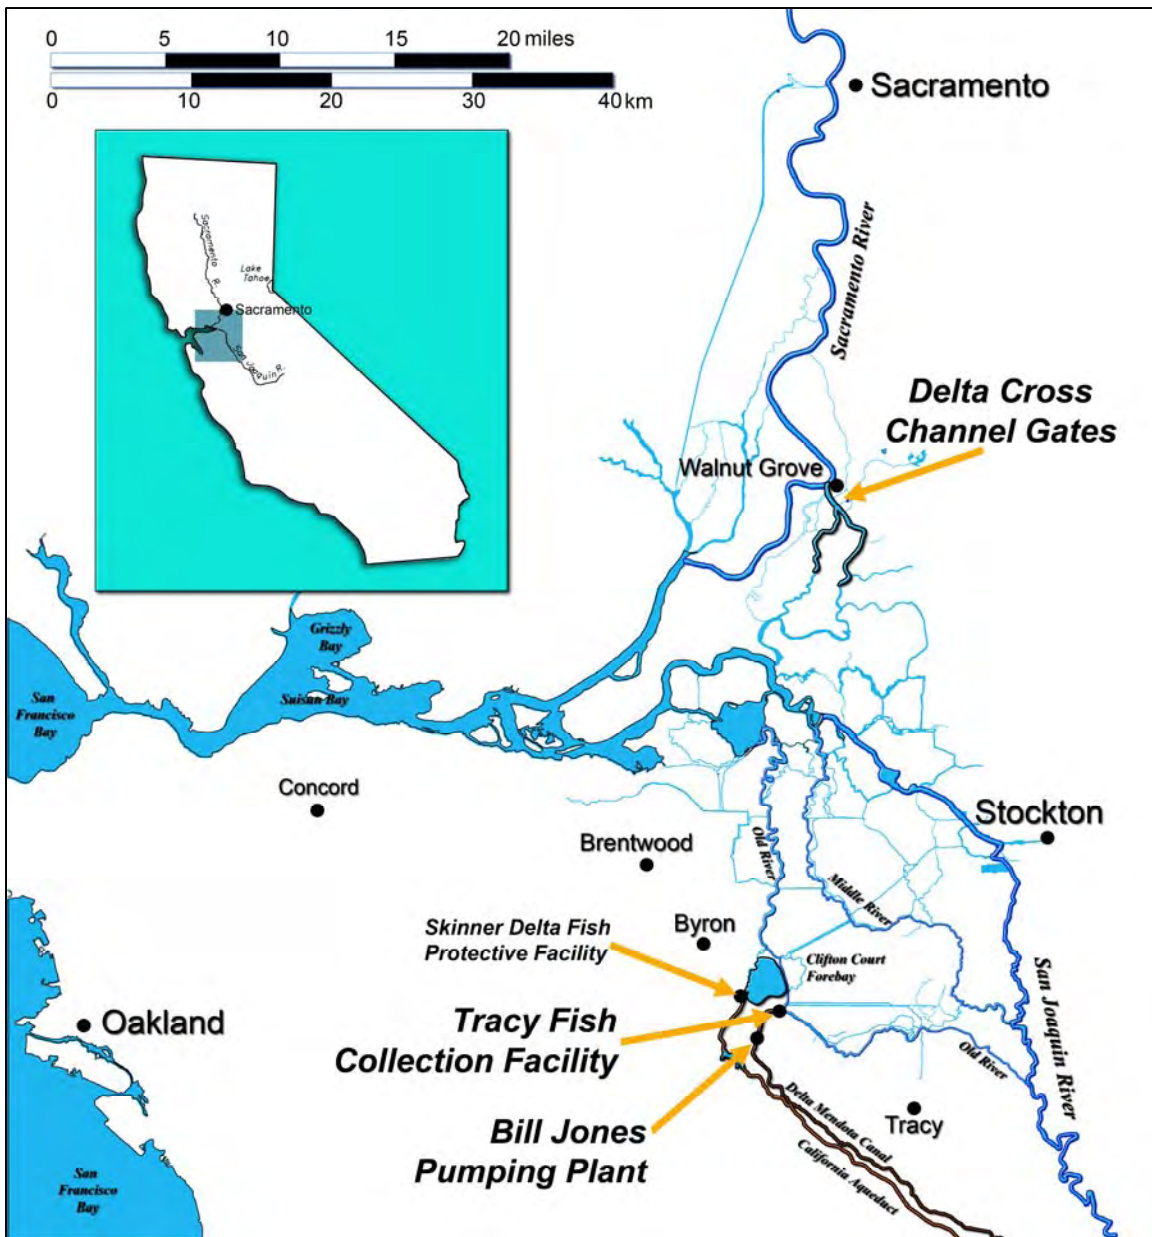 0 5 10 15 20 miles
0 10 20 30 40 km
Sacramento
Sacramento R.
Lake
Tahoe
Sacramento
San Joaquin R.
Sacramento River
Delta Cross
Channel Gates
Walnut Grove
Grizzly
Bay
Suisun Bay
San
Francisco
Bay
Concord
Stockton
Brentwood
Old River
Middle River
Byron
Skinner Delta Fish
Protective Facility
Clifton Court
Forebay
San Joaquin River
Oakland
Tracy Fish
Collection Facility
Old River
Bill Jones
Pumping Plant
Delta Mendota Canal
California Aqueduct
Tracy
San
Francisco
Bay